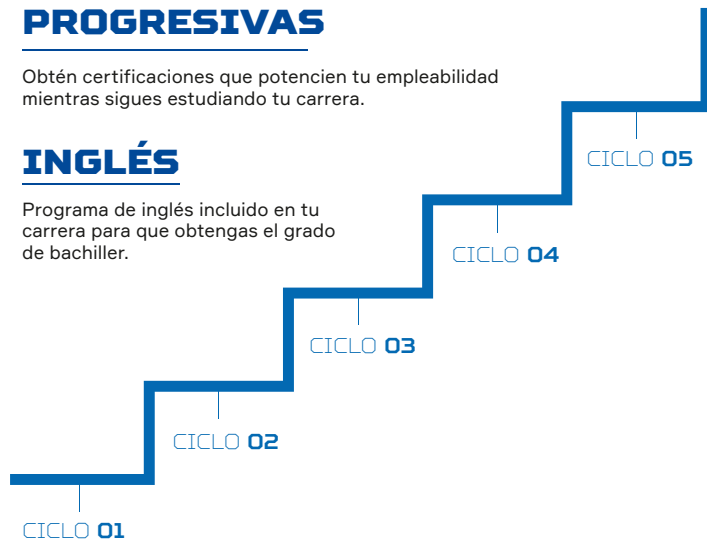 PROGRESIVAS
Obtén certificaciones que potencien tu empleabilidad
mientras sigues estudiando tu carrera.
INGLÉS
Programa de inglés incluido en tu
carrera para que obtengas el grado
de bachiller.
CICLO 05
CICLO 04
CICLO 03
CICLO 02
CICLO 01